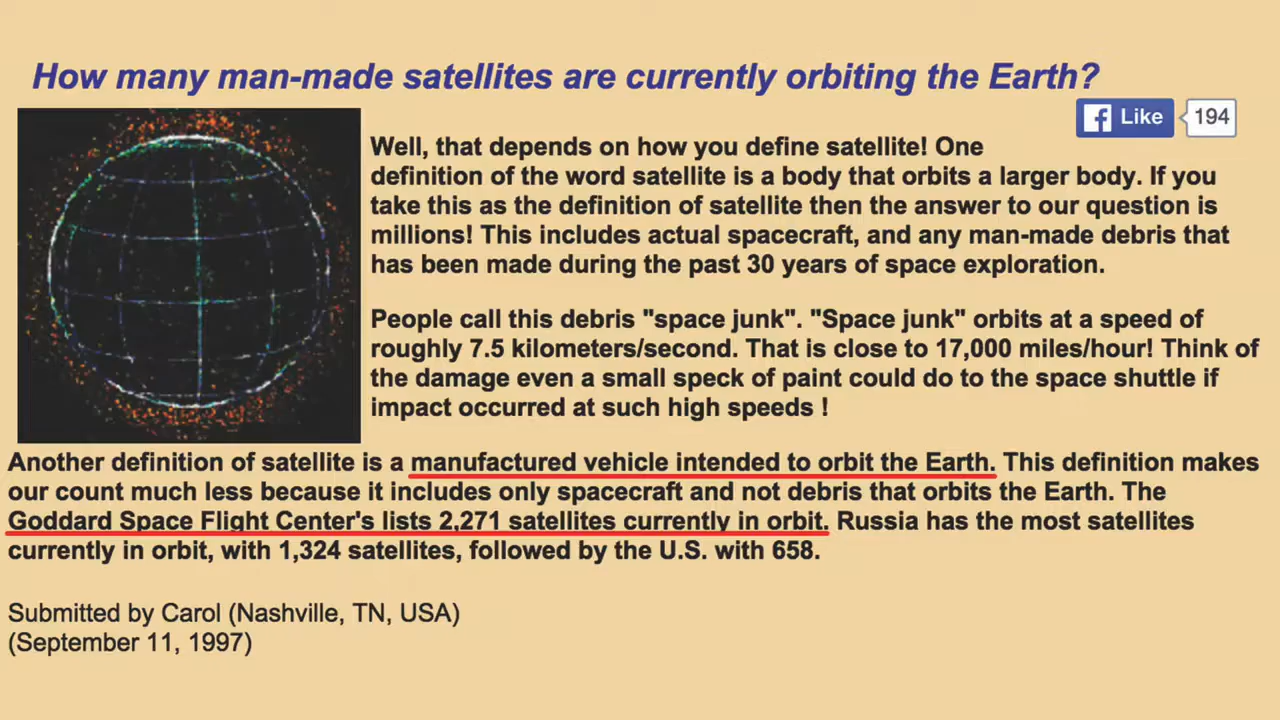 How many man-made satellites are currently orbiting the Earth?
Like 194
Well, that depends on how you define satellite! One
definition of the word satellite is a body that orbits a larger body. If you
take this as the definition of satellite then the answer to our question is
millions! This includes actual spacecraft, and any man-made debris that
has been made during the past 30 years of space exploration.
People call this debris "space junk". "Space junk" orbits at a speed of
roughly 7.5 kilometers/second. That is close to 17,000 miles/hour! Think of
the damage even a small speck of paint could do to the space shuttle if
impact occurred at such high speeds !
Another definition of satellite is a manufactured vehicle intended to orbit the Earth. This definition makes
our count much less because it includes only spacecraft and not debris that orbits the Earth. The
Goddard Space Flight Center's lists 2,271 satellites currently in orbit. Russia has the most satellites
currently in orbit, with 1,324 satellites, followed by the U.S. with 658.
Submitted by Carol (Nashville, TN, USA)
(September 11, 1997)